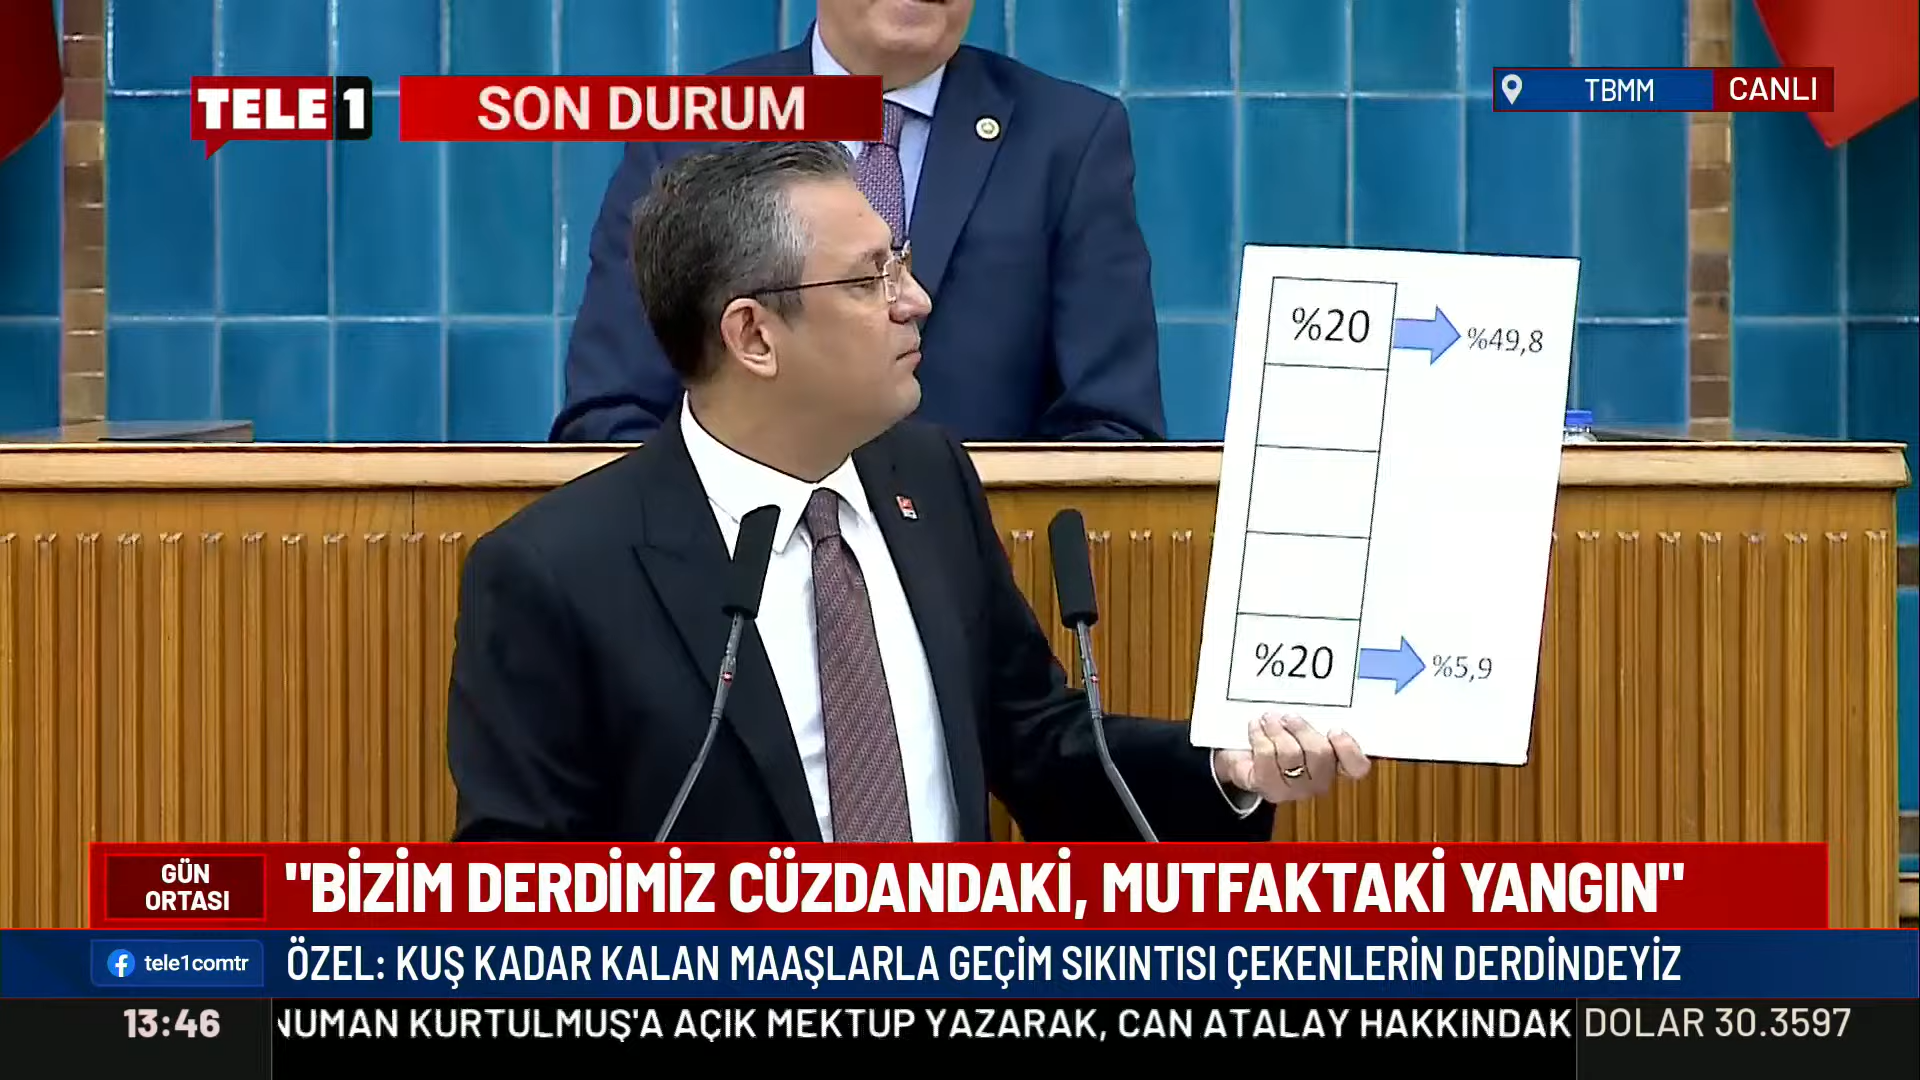 TELE 1
SON DURUM
TBMM
CANLI
%20
%49,8
%20
%5,9
GÜN
ORTASI
"BİZİM DERDİMİZ CÜZDANDAKİ, MUTFAKTAKİ YANGIN"
tele1comtr
ÖZEL: KUŞ KADAR KALAN MAAŞLARLA GEÇİM SIKINTISI ÇEKENLERİN DERDİNDEYİZ
13:46
NUMAN KURTULMUŞ'A AÇIK MEKTUP YAZARAK, CAN ATALAY HAKKINDAK
DOLAR 30.3597